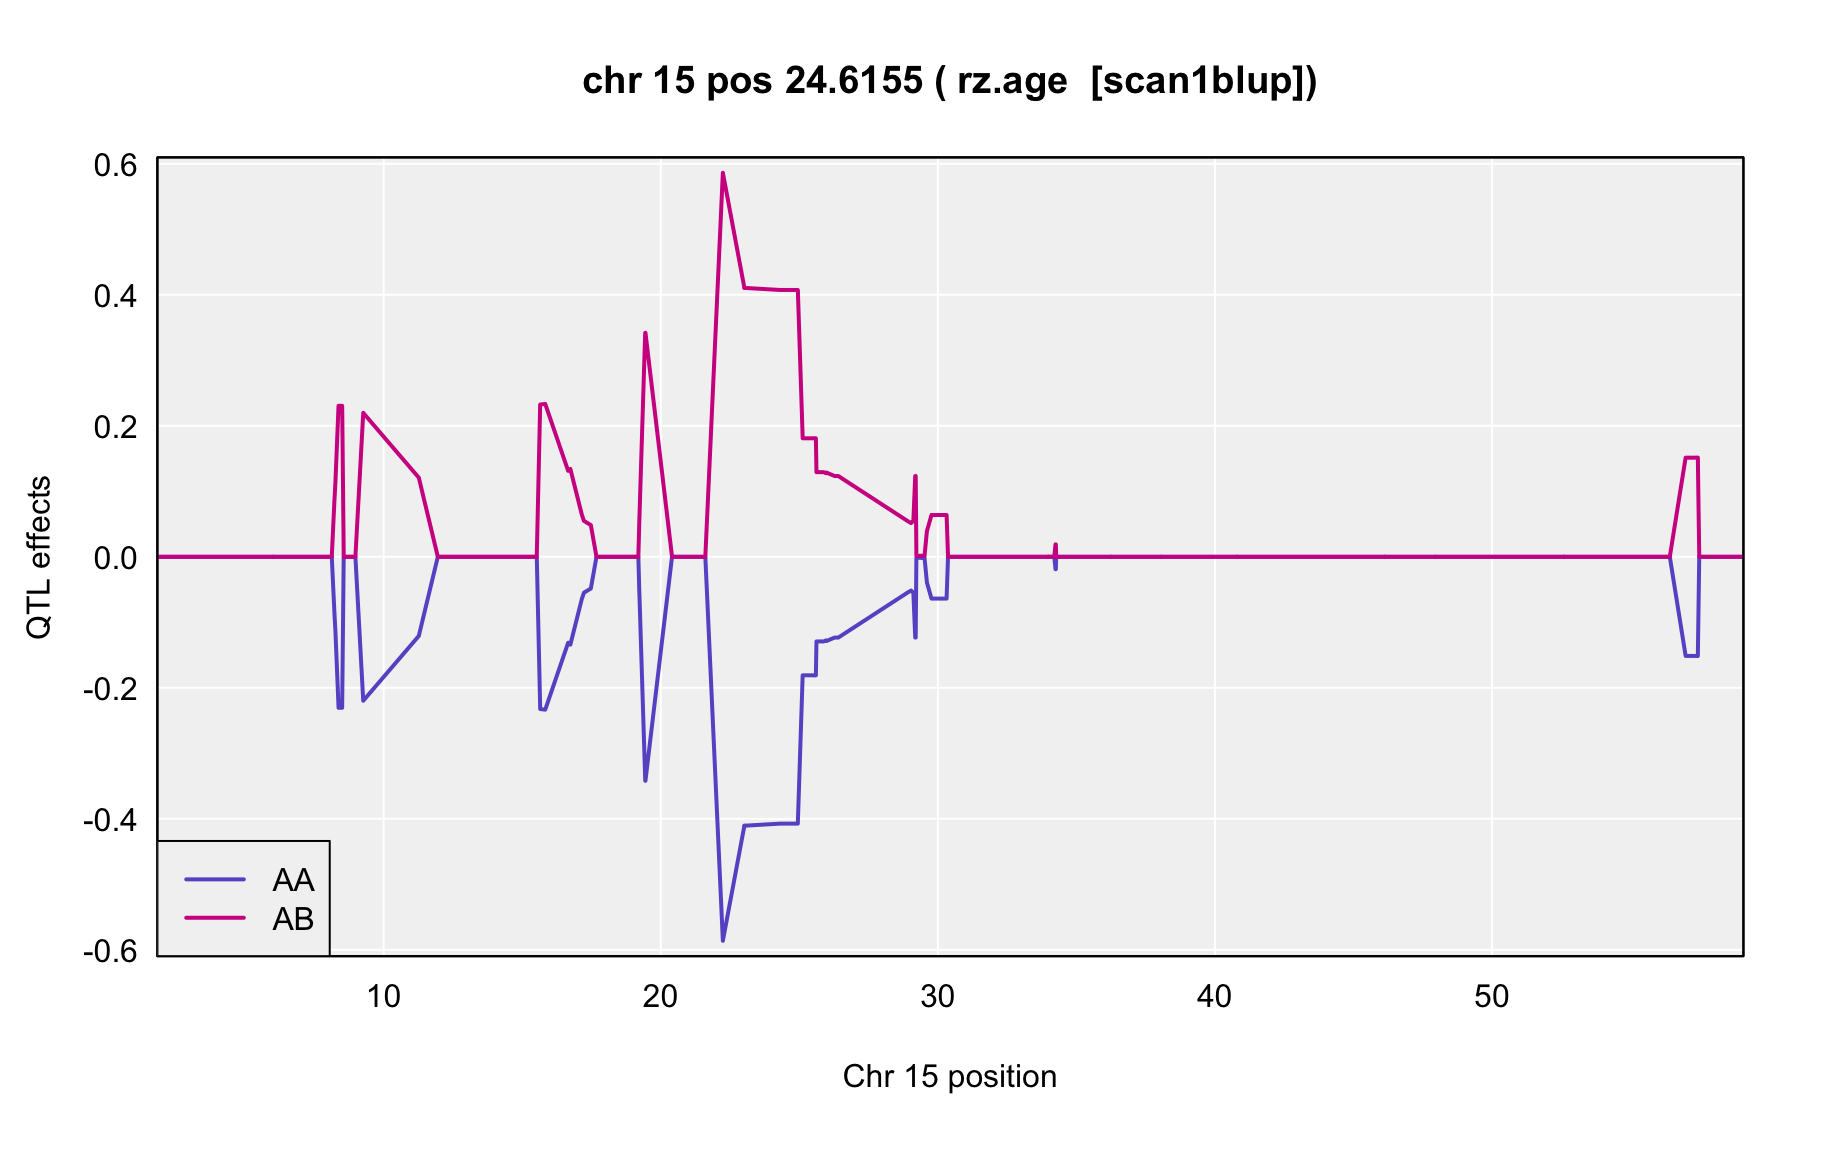 chr 15 pos 24.6155 ( rz.age  [scan1blup])
QTL effects
0.6
0.4
0.2
0.0
-0.2
-0.4
-0.6
AA
AB
10 20 30 40 50
Chr 15 position